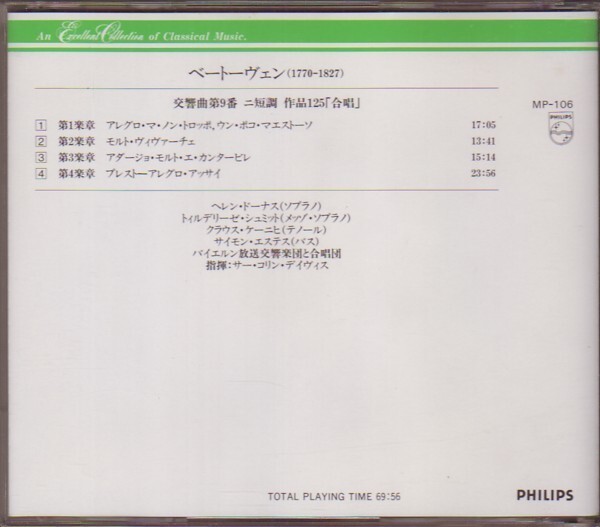 An Excellent Collection of Classical Music.
ベートーヴェン(1770-1827)
交響曲第9番 ニ短調 作品125「合唱」
MP-106
PHILIPS
1 第1楽章 アレグロ・マ・ノン・トロッポ,ウン・ポコ・マエストーソ 17:05
2 第2楽章 モルト・ヴィヴァーチェ 13:41
3 第3楽章 アダージョ・モルト・エ・カンタービレ 15:14
4 第4楽章 プレストーアレグロ・アッサイ 23:56
ヘレン・ドーナス(ソプラノ)
トゥルデリーゼ・シュミット(メッゾ・ソプラノ)
クラウス・ケーニヒ(テノール)
サイモン・エステス(バス)
バイエルン放送交響楽団と合唱団
指揮:サー・コリン・デイヴィス
TOTAL PLAYING TIME 69:56
PHILIPS